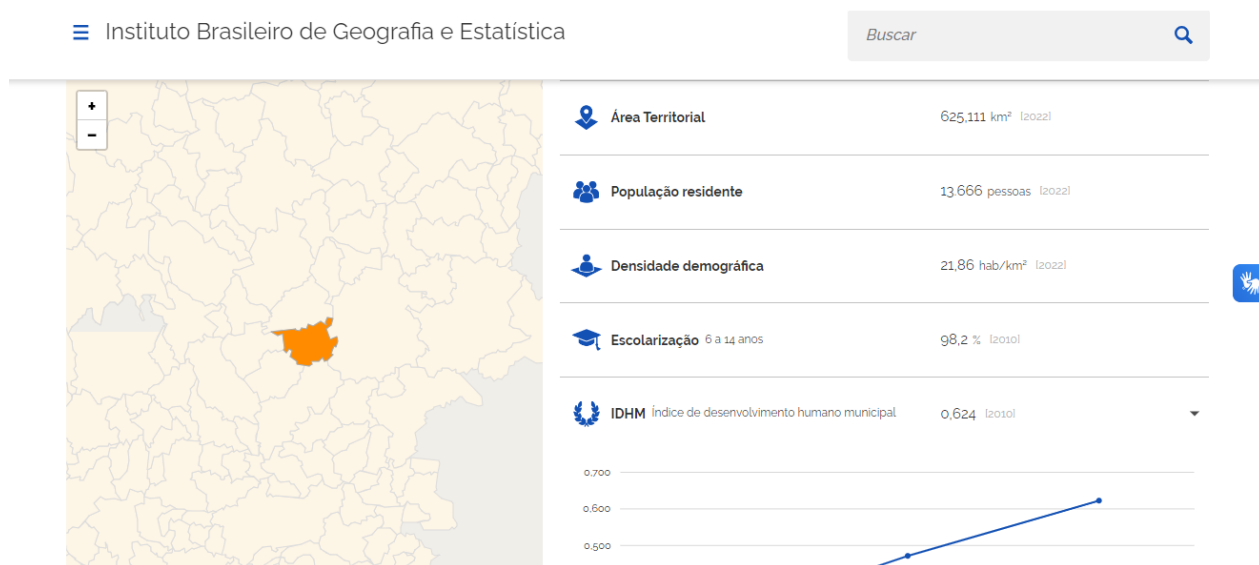 Instituto Brasileiro de Geografia e Estatística
Buscar
+
−
Área Territorial 625,111 km² [2022]
População residente 13.666 pessoas [2022]
Densidade demográfica 21,86 hab/km² [2022]
Escolarização 6 a 14 anos 98,2 % [2010]
IDHM Índice de desenvolvimento humano municipal 0,624 [2010]
0,700
0,600
0,500